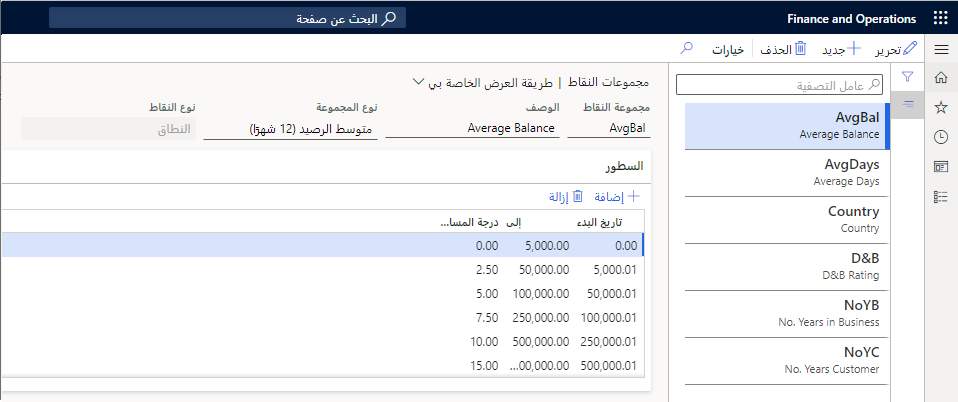 Finance and Operations
البحث عن صفحة
تحرير
جديد
الحذف
خيارات
عامل التصفية
AvgBal
Average Balance
AvgDays
Average Days
Country
Country
D&B
D&B Rating
NoYB
No. Years in Business
NoYC
No. Years Customer
مجموعات النقاط | طريقة العرض الخاصة بي
مجموعة النقاط الوصف نوع المجموعة نوع النقاط
AvgBal Average Balance متوسط الرصيد (12 شهرًا) النطاق
السطور
إضافة إزالة
تاريخ البدء إلى درجة المسا...
0.00 5,000.00 0.00
5,000.01 50,000.00 2.50
50,000.01 100,000.00 5.00
100,000.01 250,000.00 7.50
250,000.01 500,000.00 10.00
500,000.01 ...00,000.00 15.00